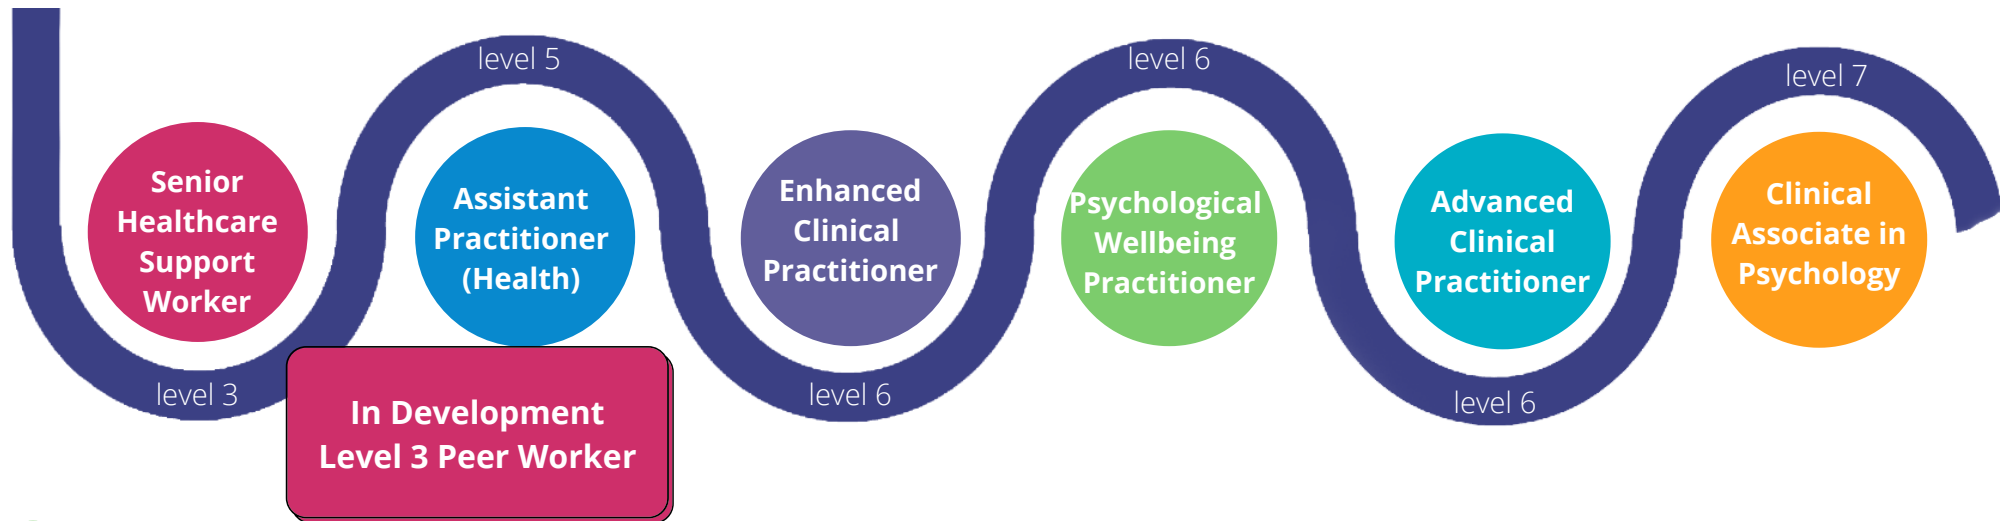 level 5
level 6
level 7
Senior
Healthcare
Support
Worker
Assistant
Practitioner
(Health)
Enhanced
Clinical
Practitioner
Psychological
Wellbeing
Practitioner
Advanced
Clinical
Practitioner
Clinical
Associate in
Psychology
level 3
level 6
level 6
In Development
Level 3 Peer Worker